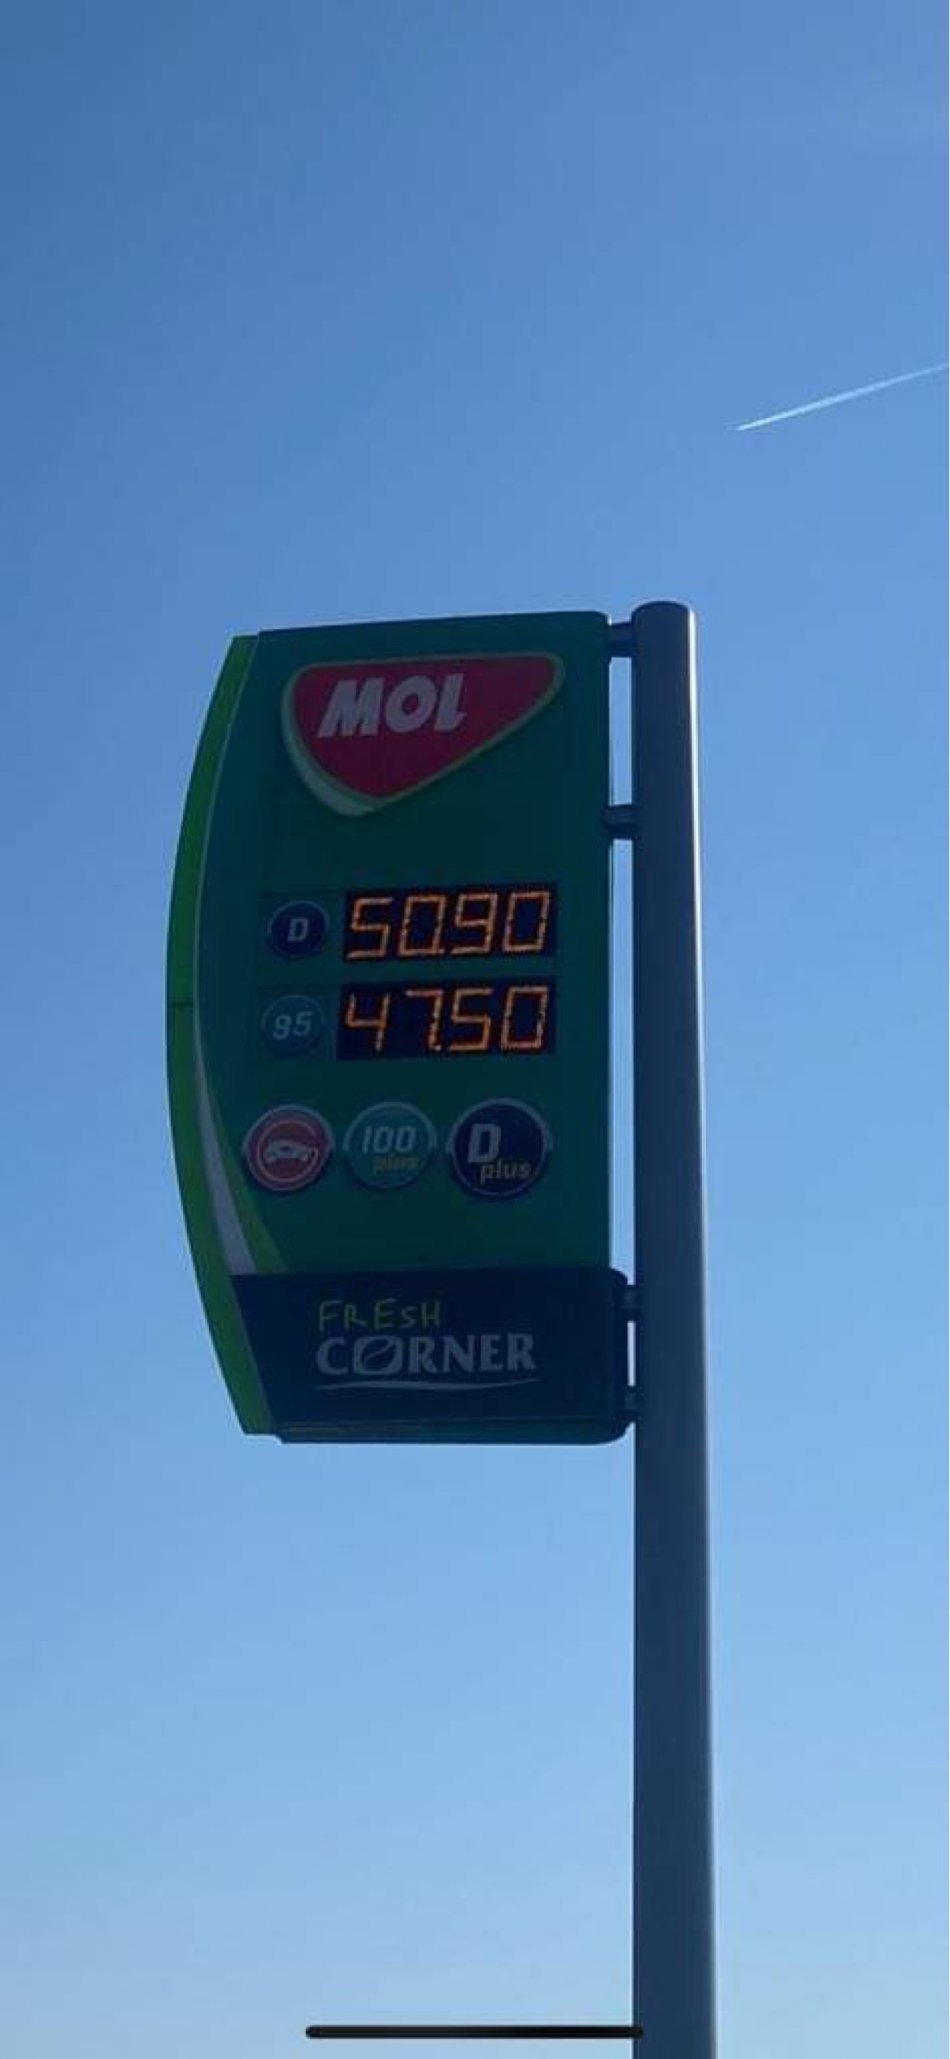 MOL
D 50.90
95 47.50
100 plus D plus
FRESH
CORNER